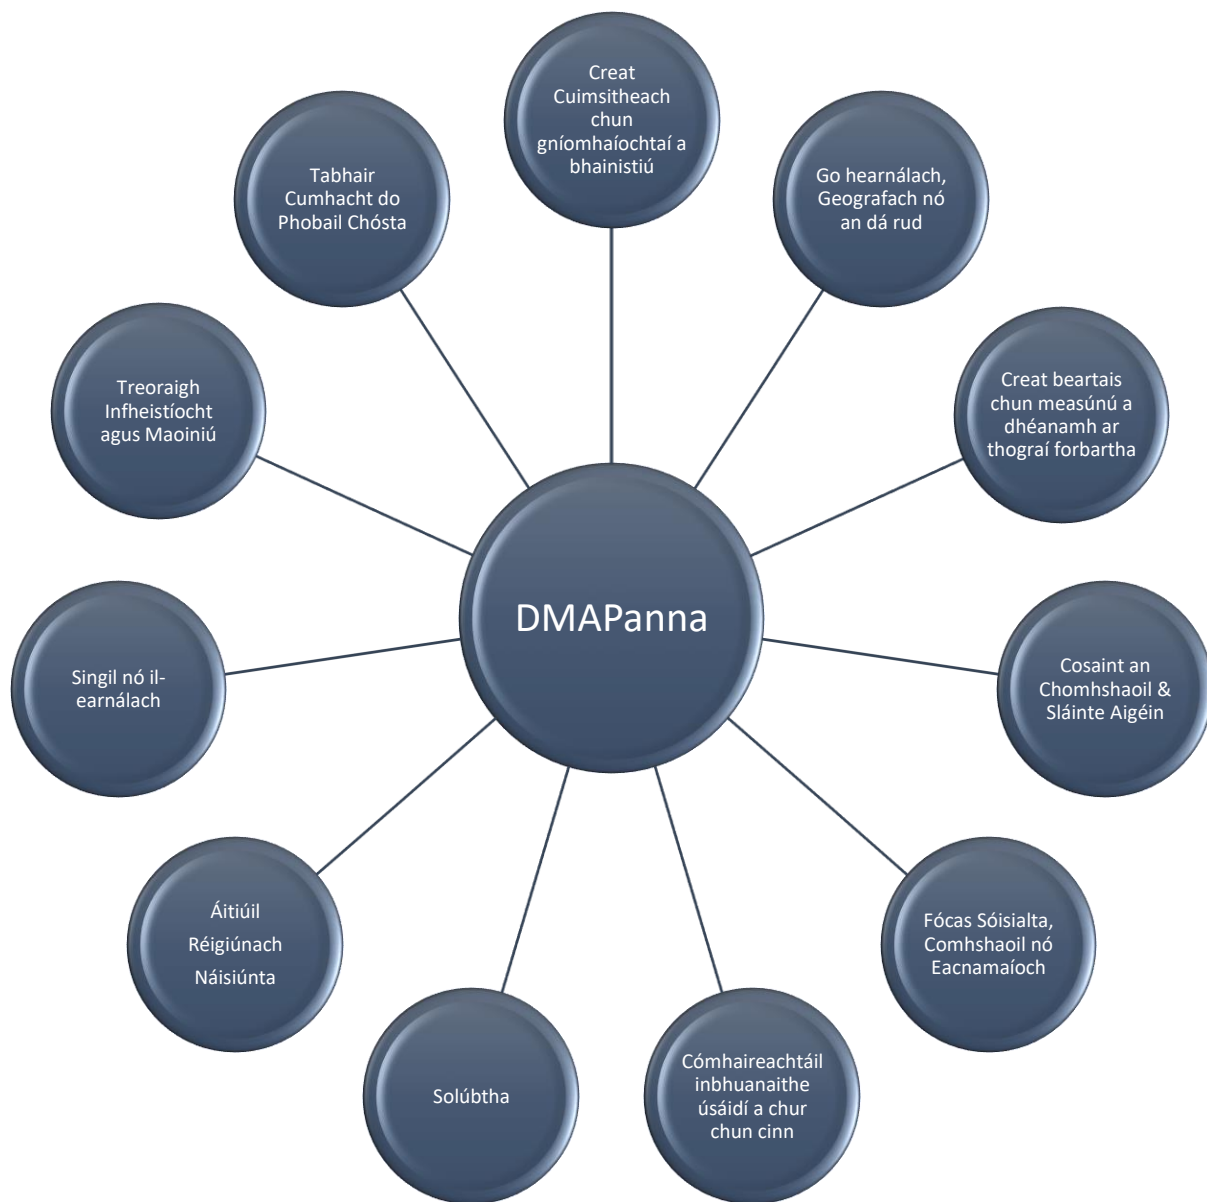 Creat
Cuimsitheach
chun
gníomhaíochtaí a
bhainistiú
Go hearnálach,
Geografach nó
an dá rud
Creat beartais
chun measúnú a
dhéanamh ar
thograí forbartha
Cosaint an
Chomhshaoil &
Sláinte Aigéin
Fócas Sóisialta,
Comhshaoil nó
Eacnamaíoch
Cómhaireachtáil
inbhuanaithe
úsáidí a chur
chun cinn
Solúbtha
Áitiúil
Réigiúnach
Náisiúnta
Singil nó il-
earnálach
Treoraigh
Infheistíocht
agus Maoiniú
Tabhair
Cumhacht do
Phobail Chósta
DMAPanna